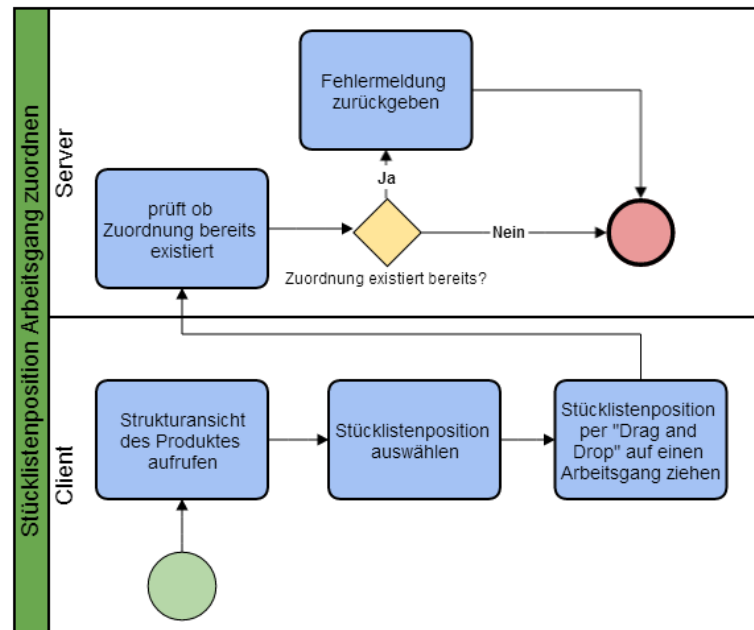 Stücklistenposition Arbeitsgang zuordnen
Server
Fehlermeldung
zurückgeben
Ja
prüft ob
Zuordnung bereits
existiert
Nein
Zuordnung existiert bereits?
Client
Strukturansicht
des Produktes
aufrufen
Stücklistenposition
auswählen
Stücklistenposition
per "Drag and
Drop" auf einen
Arbeitsgang ziehen